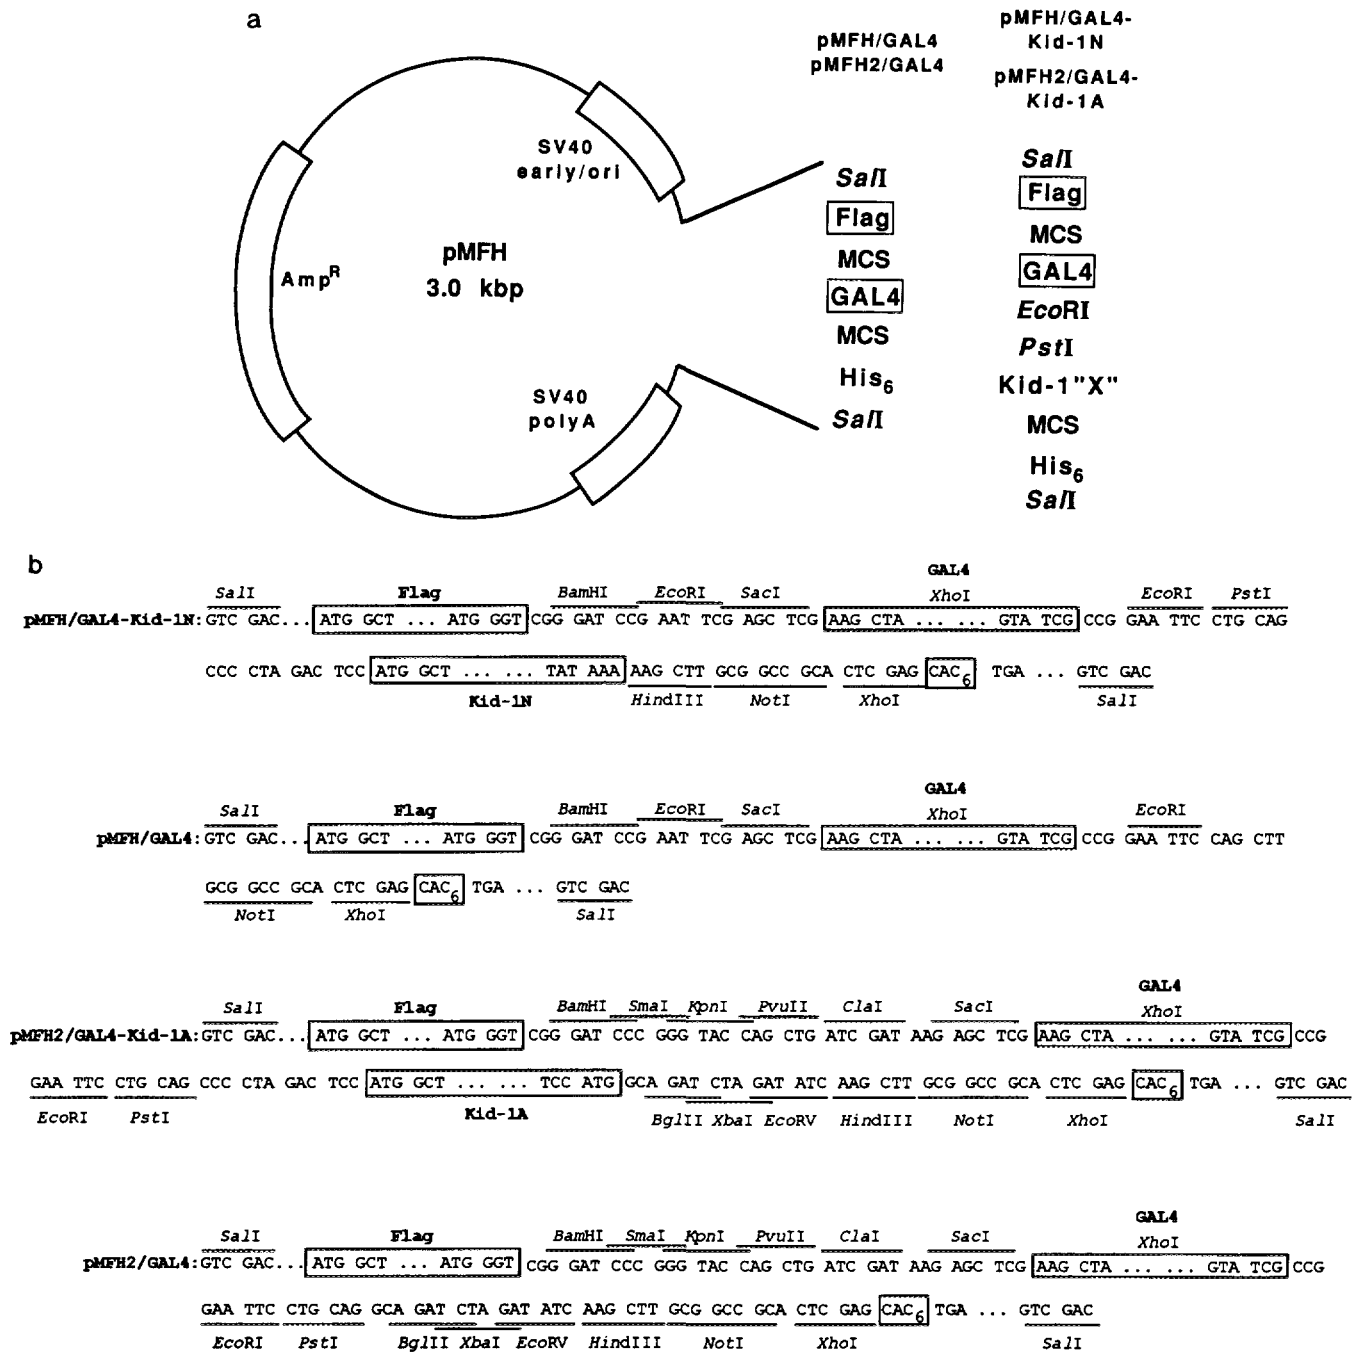 a
pMFH/GAL4
pMFH2/GAL4
pMFH/GAL4-
Kid-1N
pMFH2/GAL4-
Kid-1A
SV40
early/ori
Amp^R
pMFH
3.0 kbp
SV40
polyA
SalI
Flag
MCS
GAL4
MCS
His6
SalI
SalI
Flag
MCS
GAL4
EcoRI
PstI
Kid-1"X"
MCS
His6
SalI
b
GAL4
SalI Flag BamHI EcoRI SacI XhoI EcoRI PstI
pMFH/GAL4-Kid-1N: GTC GAC... ATG GCT ... ATG GGT CGG GAT CCG AAT TCG AGC TCG AAG CTA ... ... GTA TCG CCG GAA TTC CTG CAG
CCC CTA GAC TCC ATG GCT ... ... TAT AAA AAG CTT GCG GCC GCA CTC GAG CAC6 TGA ... GTC GAC
Kid-1N HindIII NotI XhoI SalI
GAL4
SalI Flag BamHI EcoRI SacI XhoI EcoRI
pMFH/GAL4: GTC GAC... ATG GCT ... ATG GGT CGG GAT CCG AAT TCG AGC TCG AAG CTA ... ... GTA TCG CCG GAA TTC CAG CTT
GCG GCC GCA CTC GAG CAC6 TGA ... GTC GAC
NotI XhoI SalI
GAL4
SalI Flag BamHI SmaI KpnI PvuII ClaI SacI XhoI
pMFH2/GAL4-Kid-1A: GTC GAC... ATG GCT ... ATG GGT CGG GAT CCC GGG TAC CAG CTG ATC GAT AAG AGC TCG AAG CTA ... ... GTA TCG CCG
GAA TTC CTG CAG CCC CTA GAC TCC ATG GCT ... ... TCC ATG GCA GAT CTA GAT ATC AAG CTT GCG GCC GCA CTC GAG CAC6 TGA ... GTC GAC
EcoRI PstI Kid-1A BglII XbaI EcoRV HindIII NotI XhoI SalI
GAL4
SalI Flag BamHI SmaI KpnI PvuII ClaI SacI XhoI
pMFH2/GAL4: GTC GAC... ATG GCT ... ATG GGT CGG GAT CCC GGG TAC CAG CTG ATC GAT AAG AGC TCG AAG CTA ... ... GTA TCG CCG
GAA TTC CTG CAG GCA GAT CTA GAT ATC AAG CTT GCG GCC GCA CTC GAG CAC6 TGA ... GTC GAC
EcoRI PstI BglII XbaI EcoRV HindIII NotI XhoI SalI